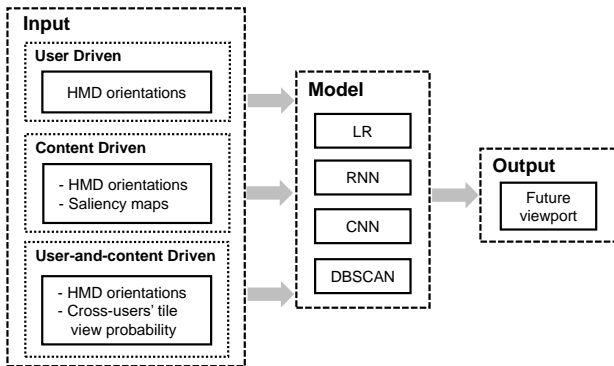 Input
User Driven
HMD orientations
Content Driven
- HMD orientations
- Saliency maps
User-and-content Driven
- HMD orientations
- Cross-users' tile
view probability
Model
LR
RNN
CNN
DBSCAN
Output
Future
viewport